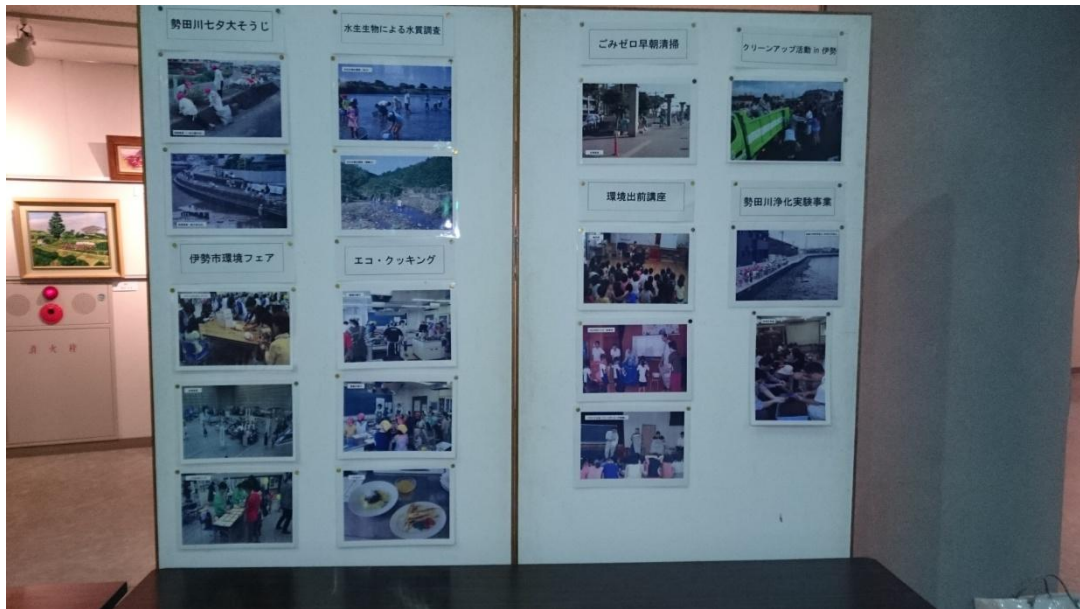 勢田川七夕大そうじ
水生生物による水質調査
伊勢市環境フェア
エコ・クッキング
ごみゼロ早朝清掃
クリーンアップ活動 in 伊勢
環境出前講座
勢田川浄化実験事業
消火栓